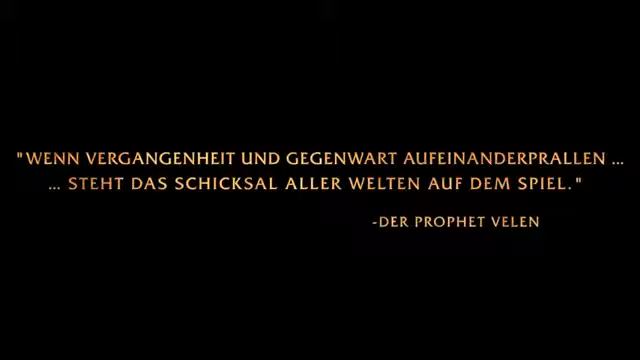 "WENN VERGANGENHEIT UND GEGENWART AUFEINANDERPRALLEN ...
... STEHT DAS SCHICKSAL ALLER WELTEN AUF DEM SPIEL."
-DER PROPHET VELEN